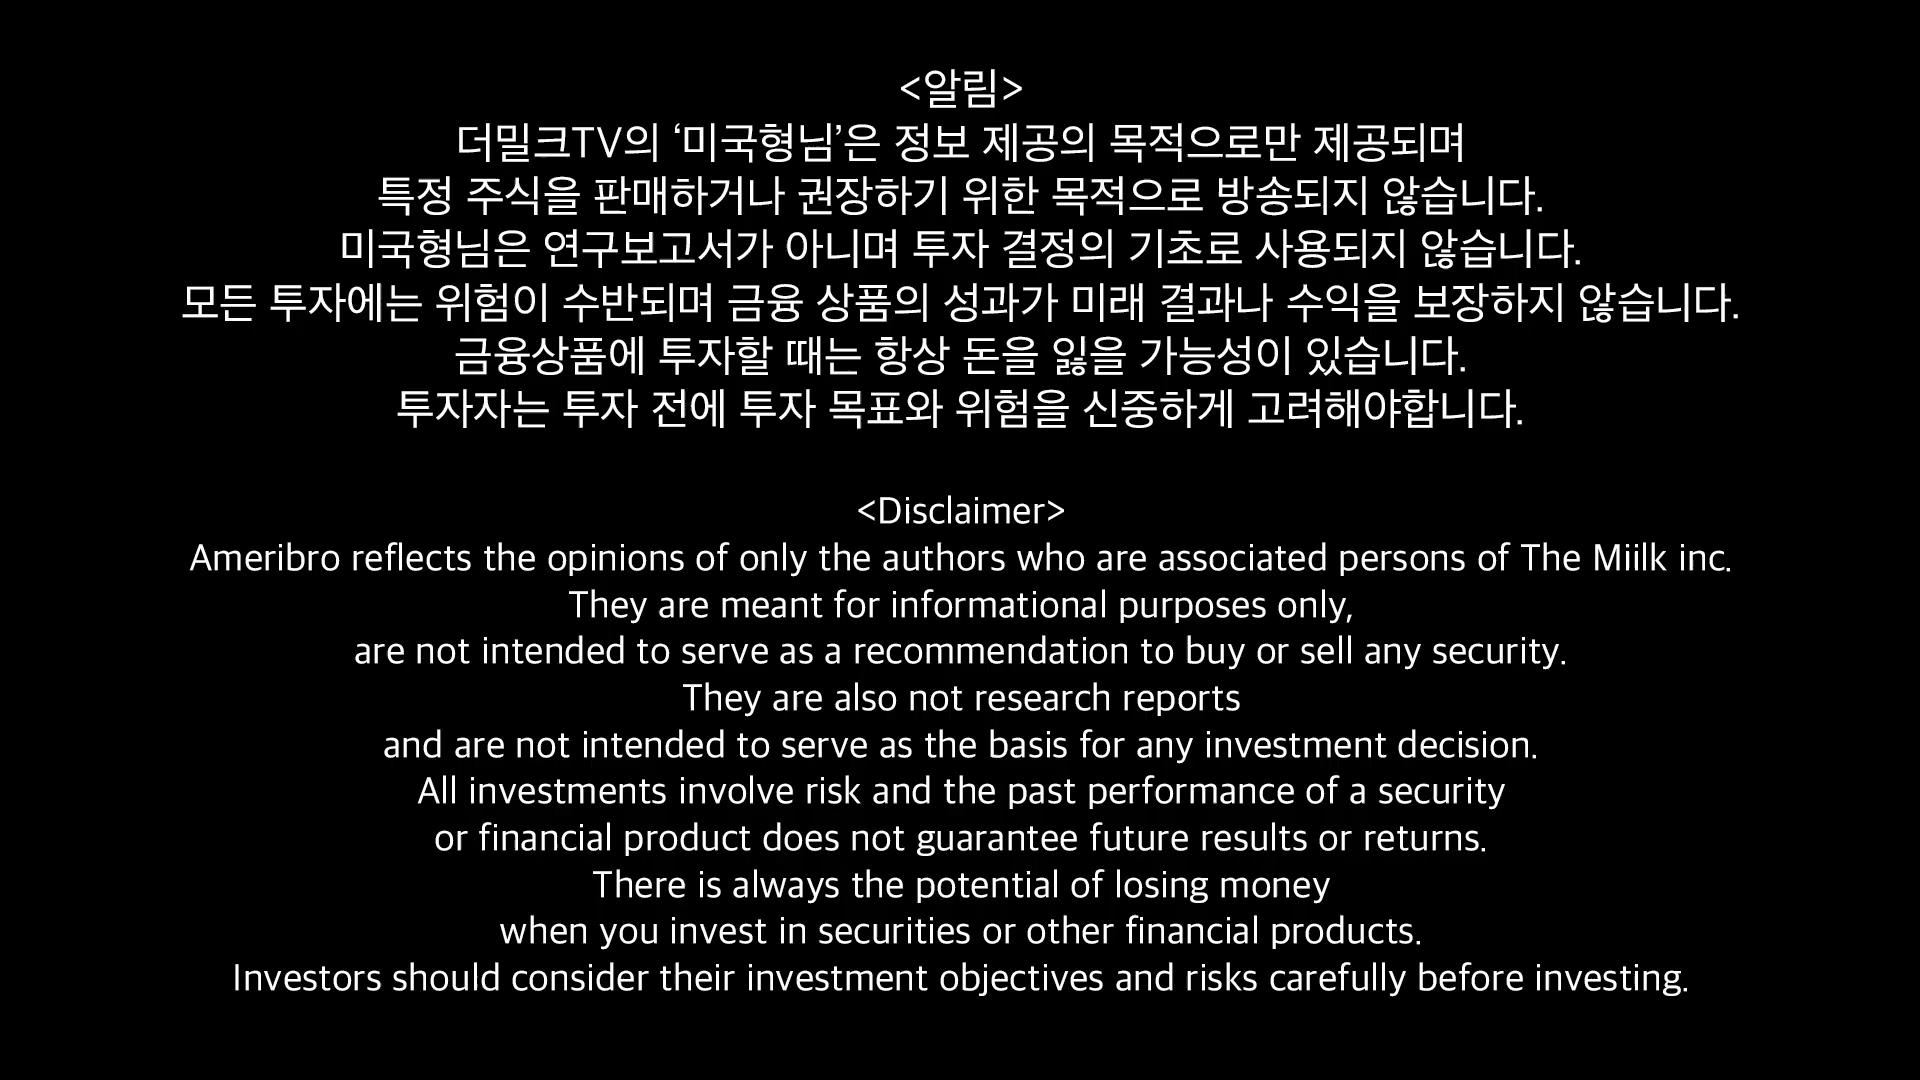 <알림>
더밀크TV의 ‘미국형님’은 정보 제공의 목적으로만 제공되며
특정 주식을 판매하거나 권장하기 위한 목적으로 방송되지 않습니다.
미국형님은 연구보고서가 아니며 투자 결정의 기초로 사용되지 않습니다.
모든 투자에는 위험이 수반되며 금융 상품의 성과가 미래 결과나 수익을 보장하지 않습니다.
금융상품에 투자할 때는 항상 돈을 잃을 가능성이 있습니다.
투자자는 투자 전에 투자 목표와 위험을 신중하게 고려해야합니다.
<Disclaimer>
Ameribro reflects the opinions of only the authors who are associated persons of The Miilk inc.
They are meant for informational purposes only,
are not intended to serve as a recommendation to buy or sell any security.
They are also not research reports
and are not intended to serve as the basis for any investment decision.
All investments involve risk and the past performance of a security
or financial product does not guarantee future results or returns.
There is always the potential of losing money
when you invest in securities or other financial products.
Investors should consider their investment objectives and risks carefully before investing.